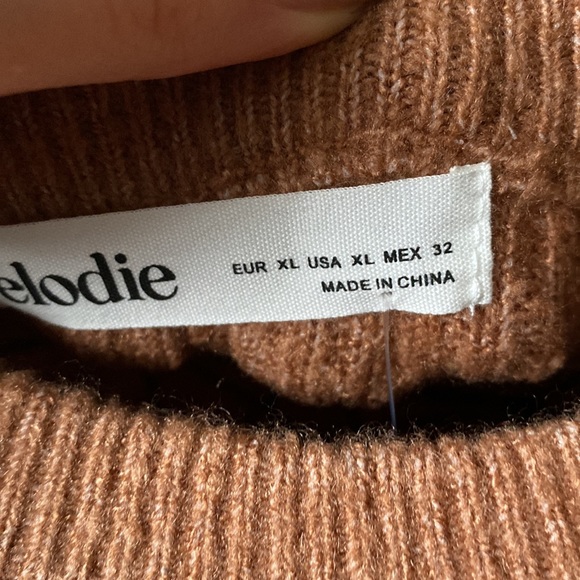 elodie
EUR XL USA XL MEX 32
MADE IN CHINA